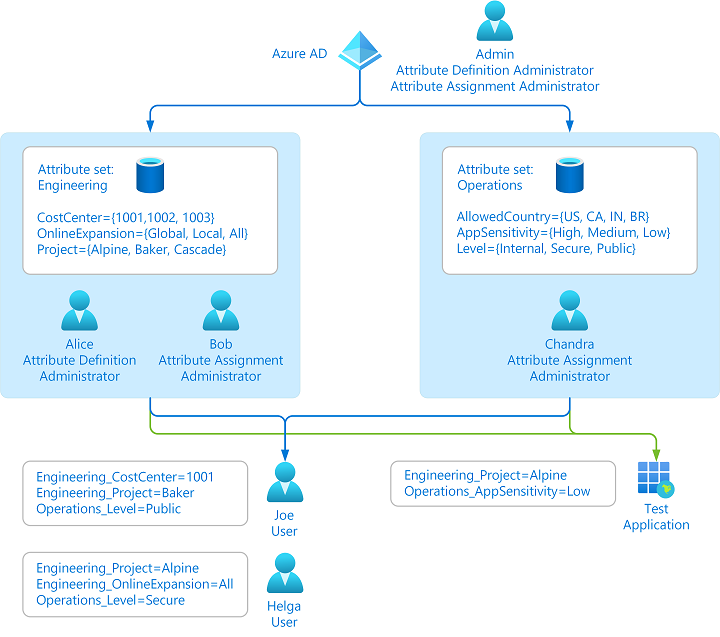 Azure AD
Admin
Attribute Definition Administrator
Attribute Assignment Administrator
Attribute set:
Engineering
CostCenter={1001,1002, 1003}
OnlineExpansion={Global, Local, All}
Project={Alpine, Baker, Cascade}
Alice
Attribute Definition
Administrator
Bob
Attribute Assignment
Administrator
Attribute set:
Operations
AllowedCountry={US, CA, IN, BR}
AppSensitivity={High, Medium, Low}
Level={Internal, Secure, Public}
Chandra
Attribute Assignment
Administrator
Engineering_CostCenter=1001
Engineering_Project=Baker
Operations_Level=Public
Joe
User
Engineering_Project=Alpine
Operations_AppSensitivity=Low
Test
Application
Engineering_Project=Alpine
Engineering_OnlineExpansion=All
Operations_Level=Secure
Helga
User